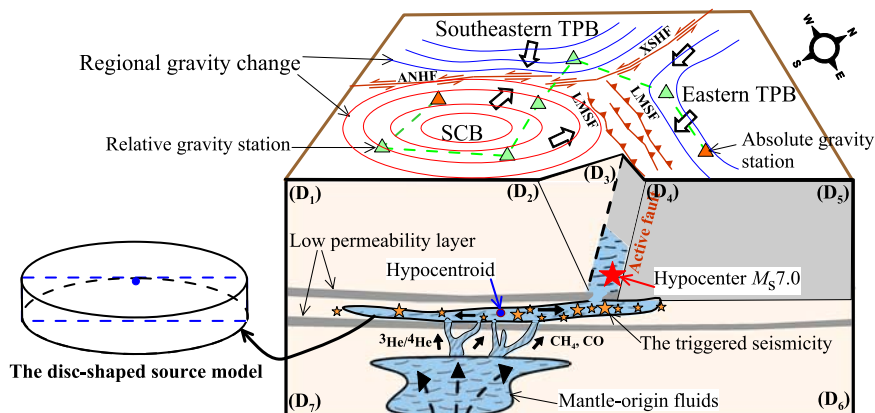 Southeastern TPB
W
N
S
E
XSHF
Regional gravity change
ANHF
LMSF
LMSF
Eastern TPB
SCB
Relative gravity station
Absolute gravity
station
(D₁)
(D₂)
(D₃)
(D₄)
(D₅)
Low permeability layer
Active fault
Hypocentroid
Hypocenter Mₛ7.0
³He/⁴He
CH₄, CO
The triggered seismicity
The disc-shaped source model
Mantle-origin fluids
(D₇)
(D₆)